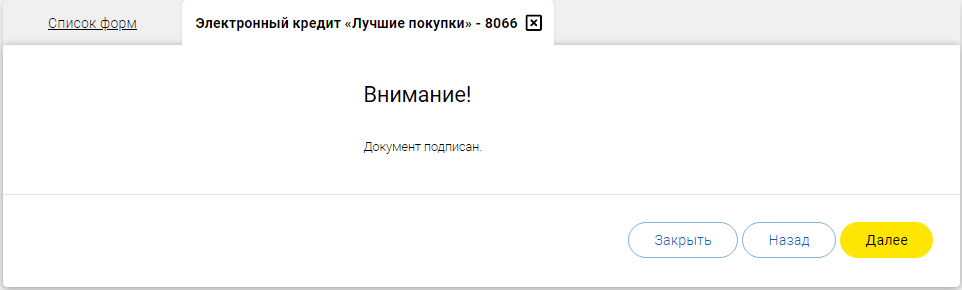 Список форм
Электронный кредит «Лучшие покупки» - 8066
Внимание!
Документ подписан.
Закрыть
Назад
Далее